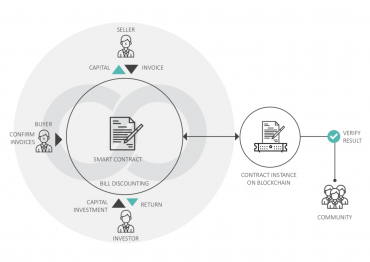 SELLER
CAPITAL
INVOICE
BUYER
CONFIRM
INVOICES
SMART CONTRACT
BILL DISCOUNTING
CAPITAL
INVESTMENT
RETURN
INVESTOR
CONTRACT INSTANCE
ON BLOCKCHAIN
VERIFY
RESULT
COMMUNITY